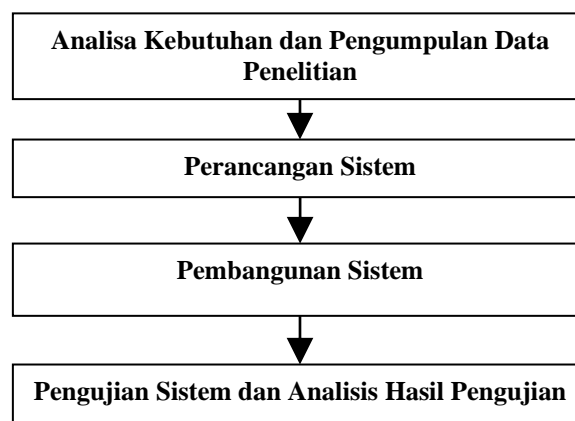 Analisa Kebutuhan dan Pengumpulan Data
Penelitian
Perancangan Sistem
Pembangunan Sistem
Pengujian Sistem dan Analisis Hasil Pengujian